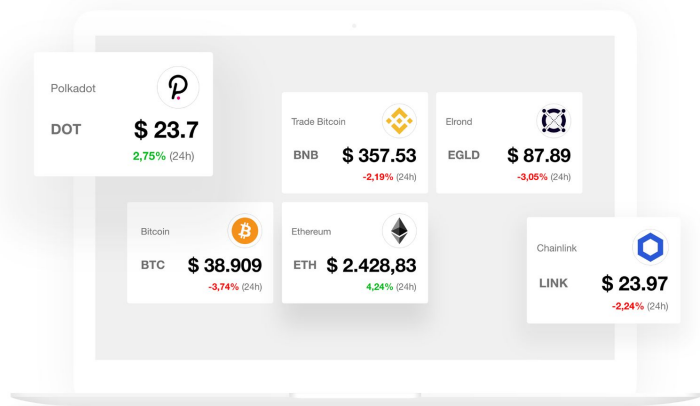 Polkadot
DOT $ 23.7
2,75% (24h)
Trade Bitcoin
BNB $ 357.53
-2,19% (24h)
Elrond
EGLD $ 87.89
-3,05% (24h)
Bitcoin
BTC $ 38.909
-3,74% (24h)
Ethereum
ETH $ 2.428,83
4,24% (24h)
Chainlink
LINK $ 23.97
-2,24% (24h)